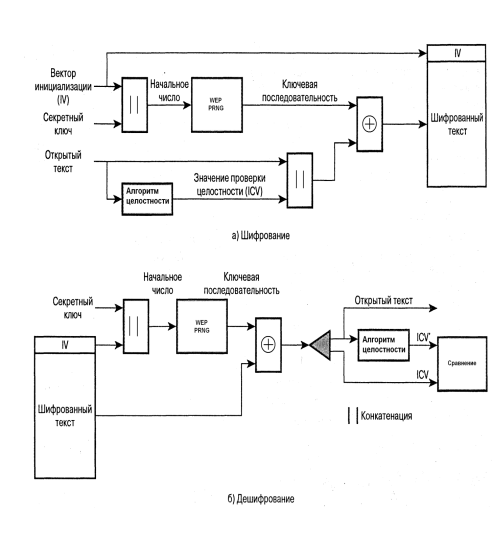 IV
Вектор
инициализации
(IV)
Начальное
число
Ключевая
последовательность
| |
WEP
PRNG
Секретный
ключ
Шифрованный
текст
Открытый
текст
Алгоритм
целостности
Значение проверки
целостности (ICV)
| |
а) Шифрование
Начальное
число
Ключевая
последовательность
Секретный
ключ
| |
WEP
PRNG
Открытый текст
IV
Алгоритм
целостности
ICV'
Сравнение
ICV
Шифрованный
текст
| | Конкатенация
б) Дешифрование